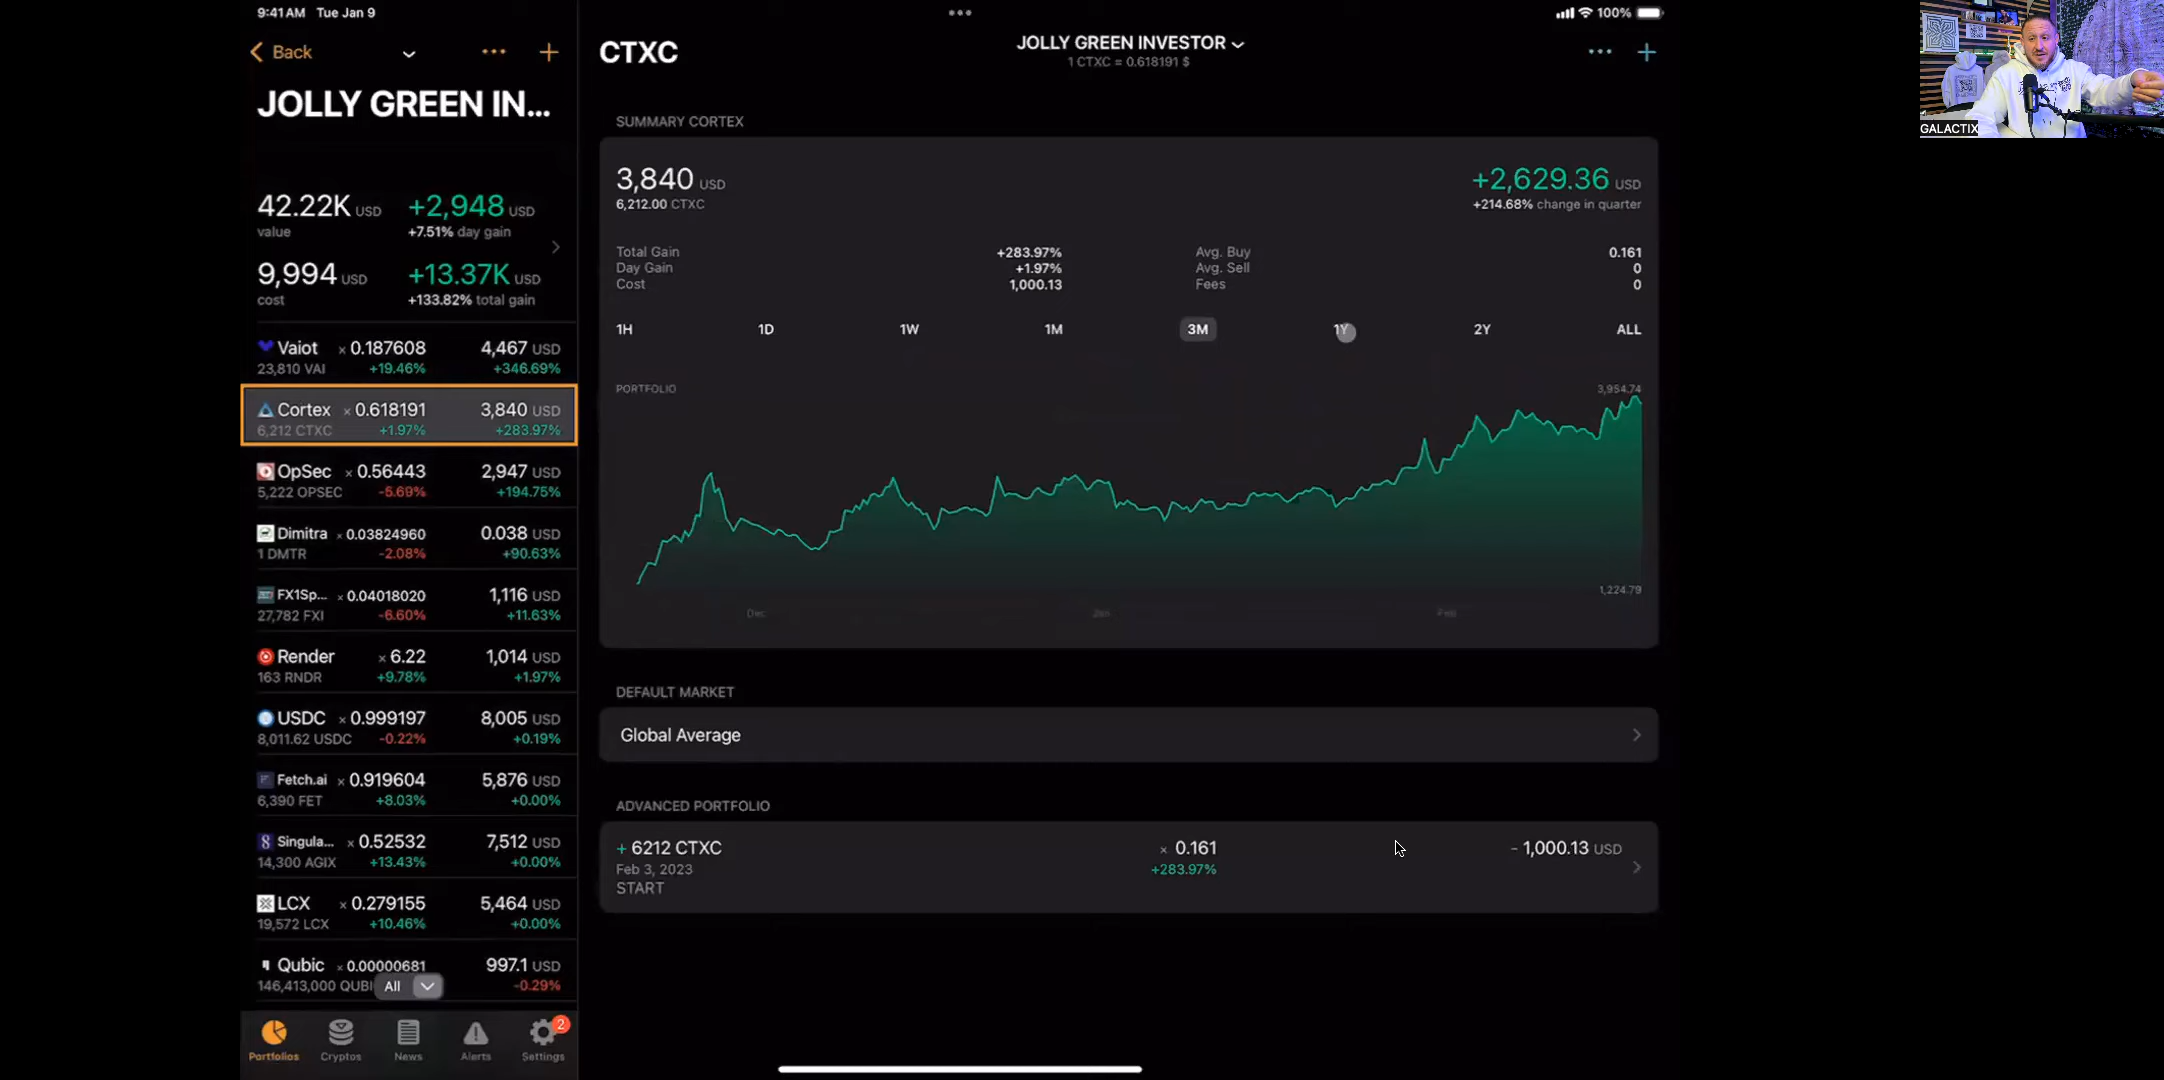 9:41 AM Tue Jan 9
100%
Back
JOLLY GREEN IN...
42.22K USD +2,948 USD
value +7.51% day gain
9,994 USD +13.37K USD
cost +133.82% total gain
Vaiot × 0.187608 4,467 USD
23,810 VAI +19.46% +346.69%
Cortex × 0.618191 3,840 USD
6,212 CTXC +1.97% +283.97%
OpSec × 0.56443 2,947 USD
5,222 OPSEC -5.69% +194.75%
Dimitra × 0.03824960 0.038 USD
1 DMTR -2.08% +90.63%
FX1Sp... × 0.04018020 1,116 USD
27,782 FXI -6.60% +11.63%
Render × 6.22 1,014 USD
163 RNDR +9.78% +1.97%
USDC × 0.999197 8,005 USD
8,011.62 USDC -0.22% +0.19%
Fetch.ai × 0.919604 5,876 USD
6,390 FET +8.03% +0.00%
Singula... × 0.52532 7,512 USD
14,300 AGIX +13.43% +0.00%
LCX × 0.279155 5,464 USD
19,572 LCX +10.46% +0.00%
Qubic × 0.00000681 997.1 USD
146,413,000 QUBI All -0.29%
Portfolios Cryptos News Alerts Settings 2
CTXC
JOLLY GREEN INVESTOR
1 CTXC = 0.618191 $
SUMMARY CORTEX
3,840 USD +2,629.36 USD
6,212.00 CTXC +214.68% change in quarter
Total Gain +283.97% Avg. Buy 0.161
Day Gain +1.97% Avg. Sell 0
Cost 1,000.13 Fees 0
1H 1D 1W 1M 3M 1Y 2Y ALL
PORTFOLIO 3,954.74
1,224.79
Dec Jan Feb
DEFAULT MARKET
Global Average
ADVANCED PORTFOLIO
+ 6212 CTXC × 0.161 - 1,000.13 USD
Feb 3, 2023 +283.97%
START
GALACTIX